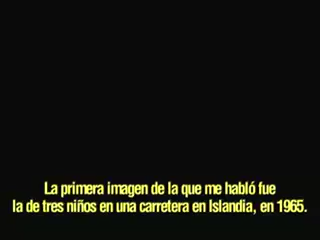 La primera imagen de la que me habló fue
la de tres niños en una carretera en Islandia, en 1965.